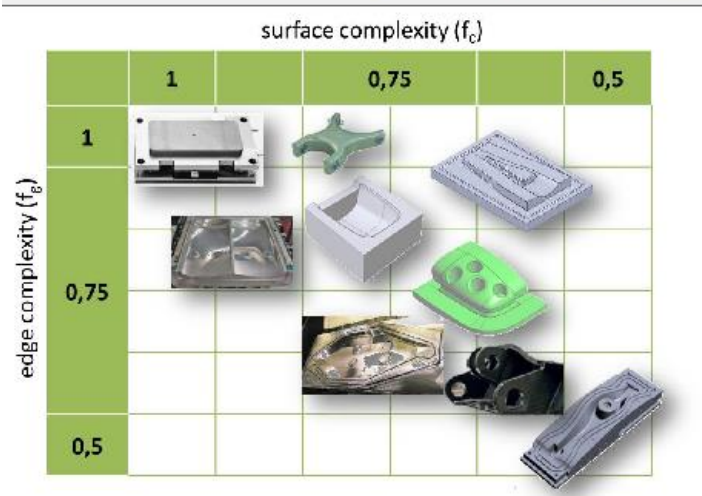 surface complexity (fc)
1 0,75 0,5
1
edge complexity (fe)
0,75
0,5